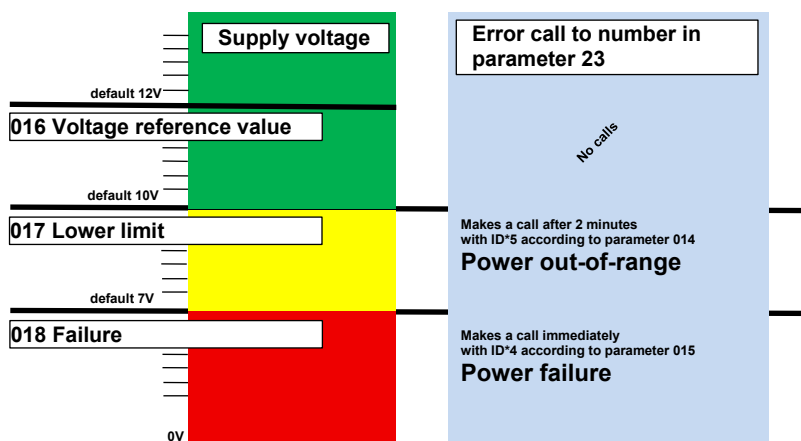 Supply voltage
Error call to number in
parameter 23
default 12V
016 Voltage reference value
No calls
default 10V
017 Lower limit
Makes a call after 2 minutes
with ID*5 according to parameter 014
Power out-of-range
default 7V
018 Failure
Makes a call immediately
with ID*4 according to parameter 015
Power failure
0V